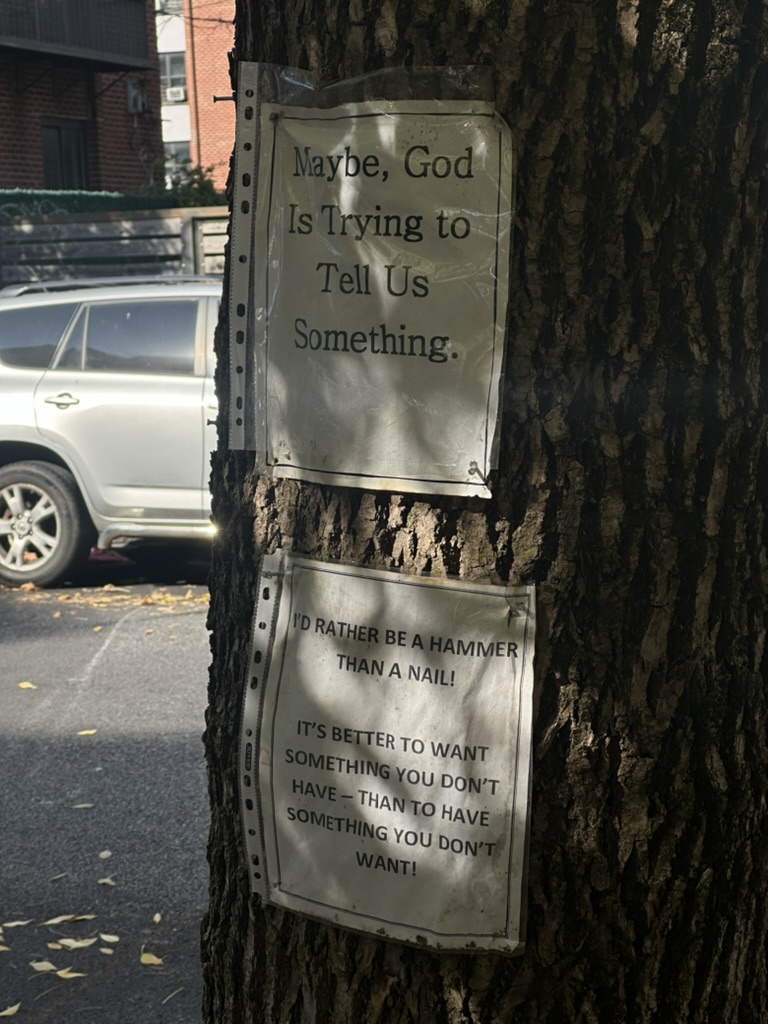 Maybe, God
Is Trying to
Tell Us
Something.
I'D RATHER BE A HAMMER
THAN A NAIL!
IT'S BETTER TO WANT
SOMETHING YOU DON'T
HAVE – THAN TO HAVE
SOMETHING YOU DON'T
WANT!